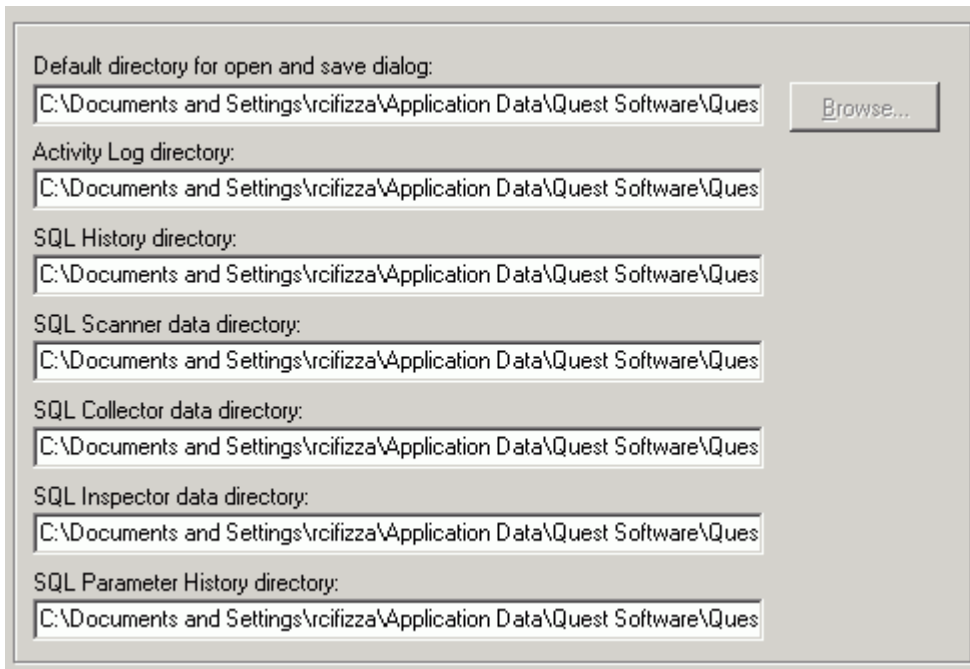 Default directory for open and save dialog:
C:\Documents and Settings\rcifizza\Application Data\Quest Software\Ques
Browse...
Activity Log directory:
C:\Documents and Settings\rcifizza\Application Data\Quest Software\Ques
SQL History directory:
C:\Documents and Settings\rcifizza\Application Data\Quest Software\Ques
SQL Scanner data directory:
C:\Documents and Settings\rcifizza\Application Data\Quest Software\Ques
SQL Collector data directory:
C:\Documents and Settings\rcifizza\Application Data\Quest Software\Ques
SQL Inspector data directory:
C:\Documents and Settings\rcifizza\Application Data\Quest Software\Ques
SQL Parameter History directory:
C:\Documents and Settings\rcifizza\Application Data\Quest Software\Ques